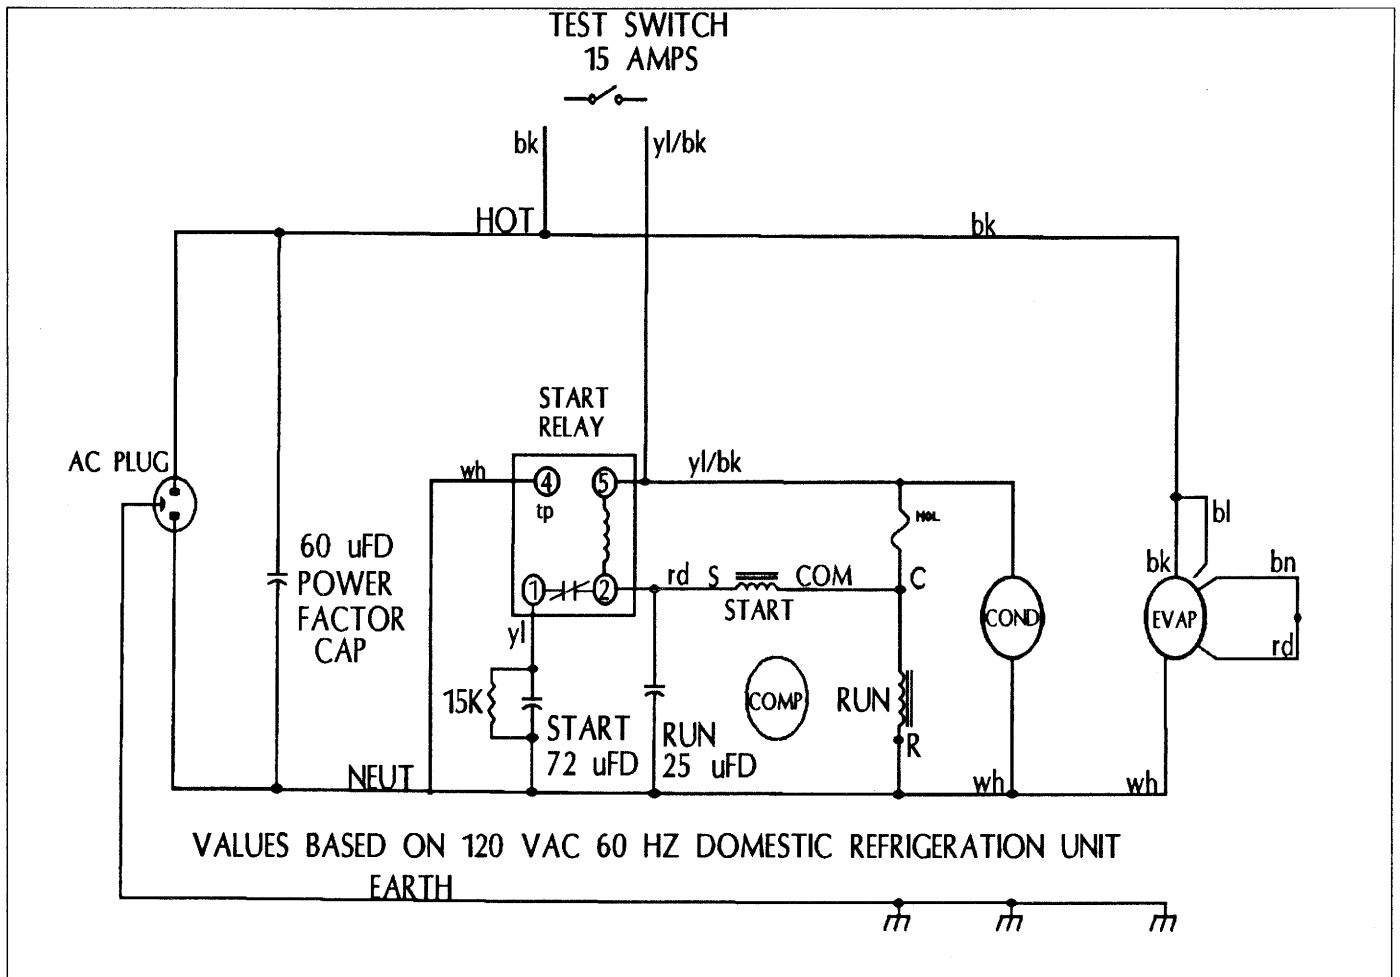 TEST SWITCH
15 AMPS
bk
yl/bk
HOT
bk
START
RELAY
AC PLUG
wh
4
5
yl/bk
tp
bl
60 uFD
POWER
FACTOR
CAP
1
2
rd
S
COM
C
START
bk
bn
COND
EVAP
rd
yl
15K
COMP
RUN
START
72 uFD
RUN
25 uFD
R
NEUT
wh
wh
VALUES BASED ON 120 VAC 60 HZ DOMESTIC REFRIGERATION UNIT
EARTH